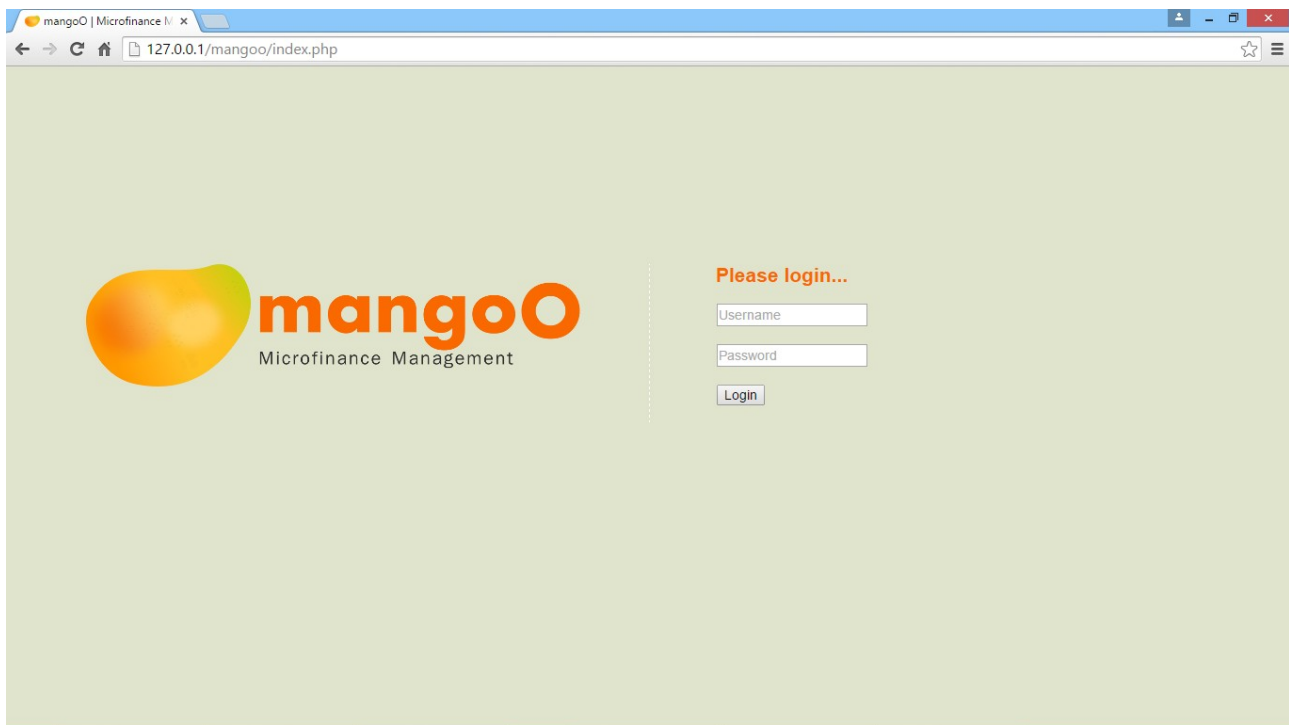 mangoO | Microfinance M
127.0.0.1/mangoo/index.php
mangoO
Microfinance Management
Please login...
Username
Password
Login